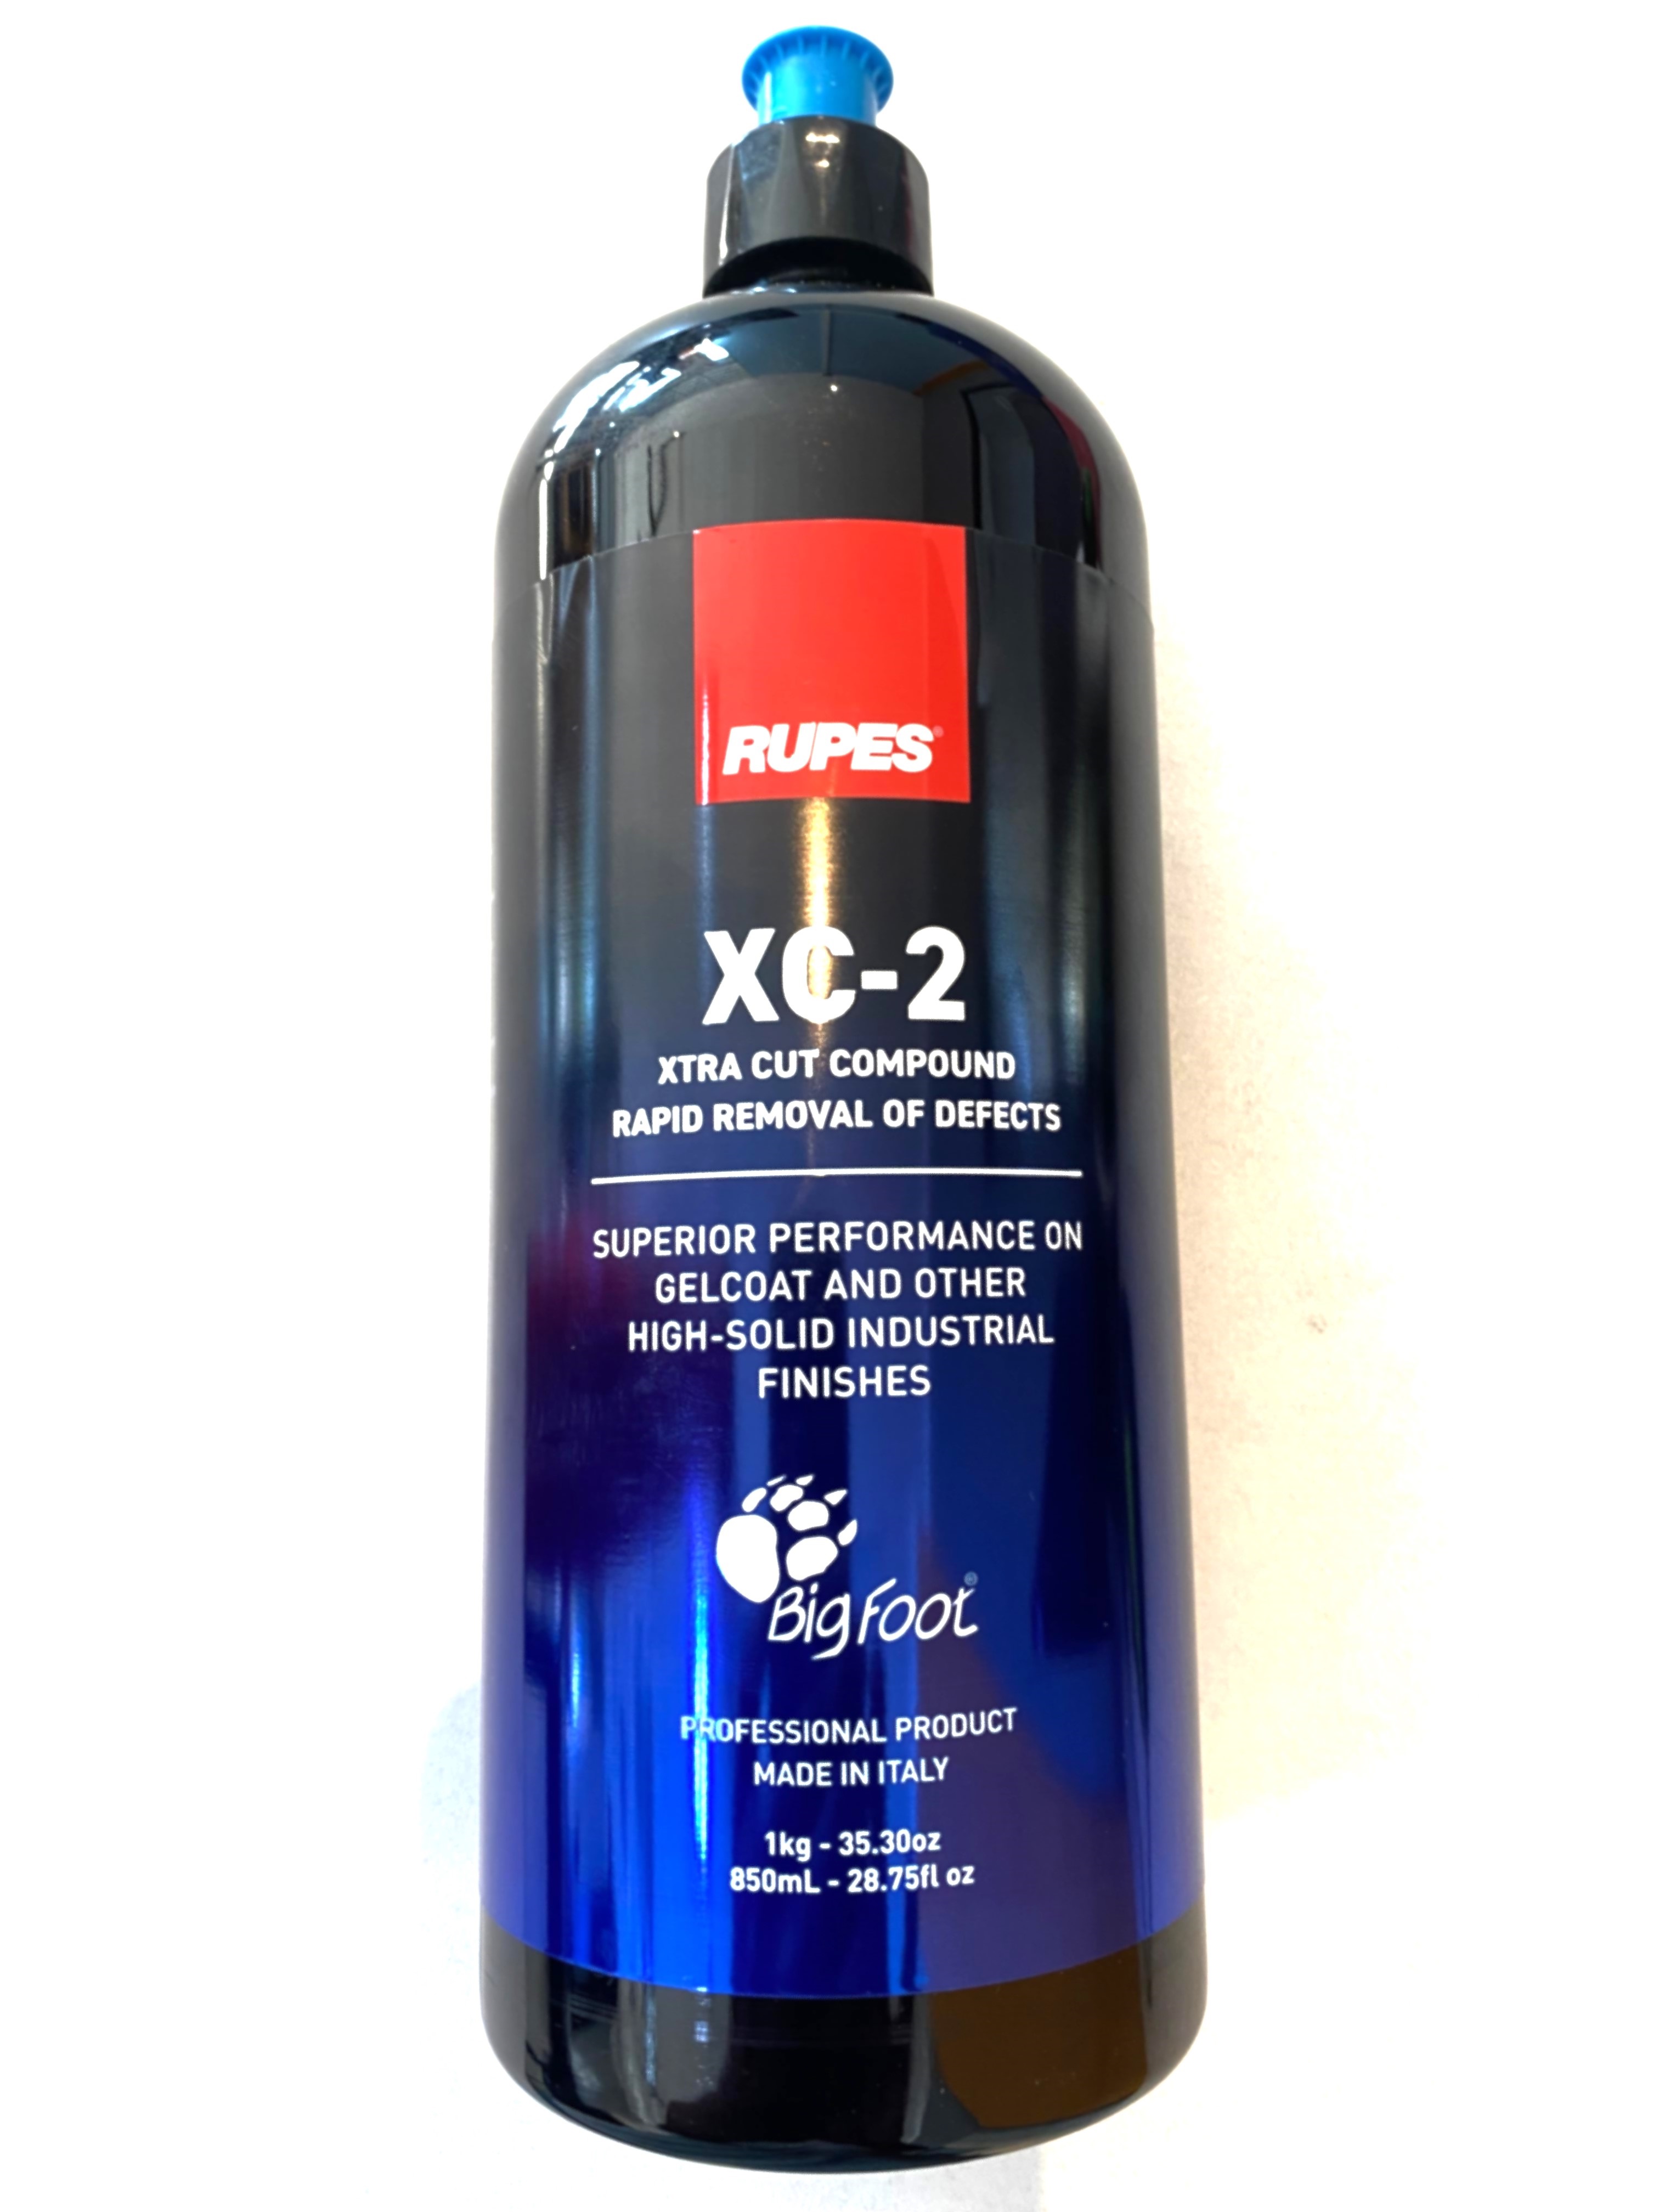 RUPES®
XC-2
XTRA CUT COMPOUND
RAPID REMOVAL OF DEFECTS
SUPERIOR PERFORMANCE ON
GELCOAT AND OTHER
HIGH-SOLID INDUSTRIAL
FINISHES
BigFoot®
PROFESSIONAL PRODUCT
MADE IN ITALY
1kg - 35.30oz
850mL - 28.75fl oz